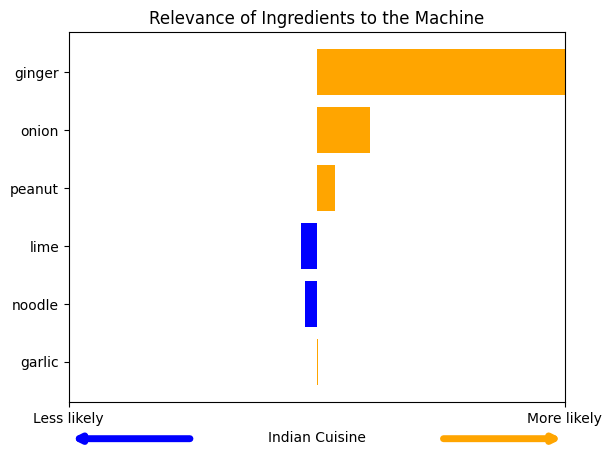 Relevance of Ingredients to the Machine
ginger
onion
peanut
lime
noodle
garlic
Less likely
More likely
Indian Cuisine